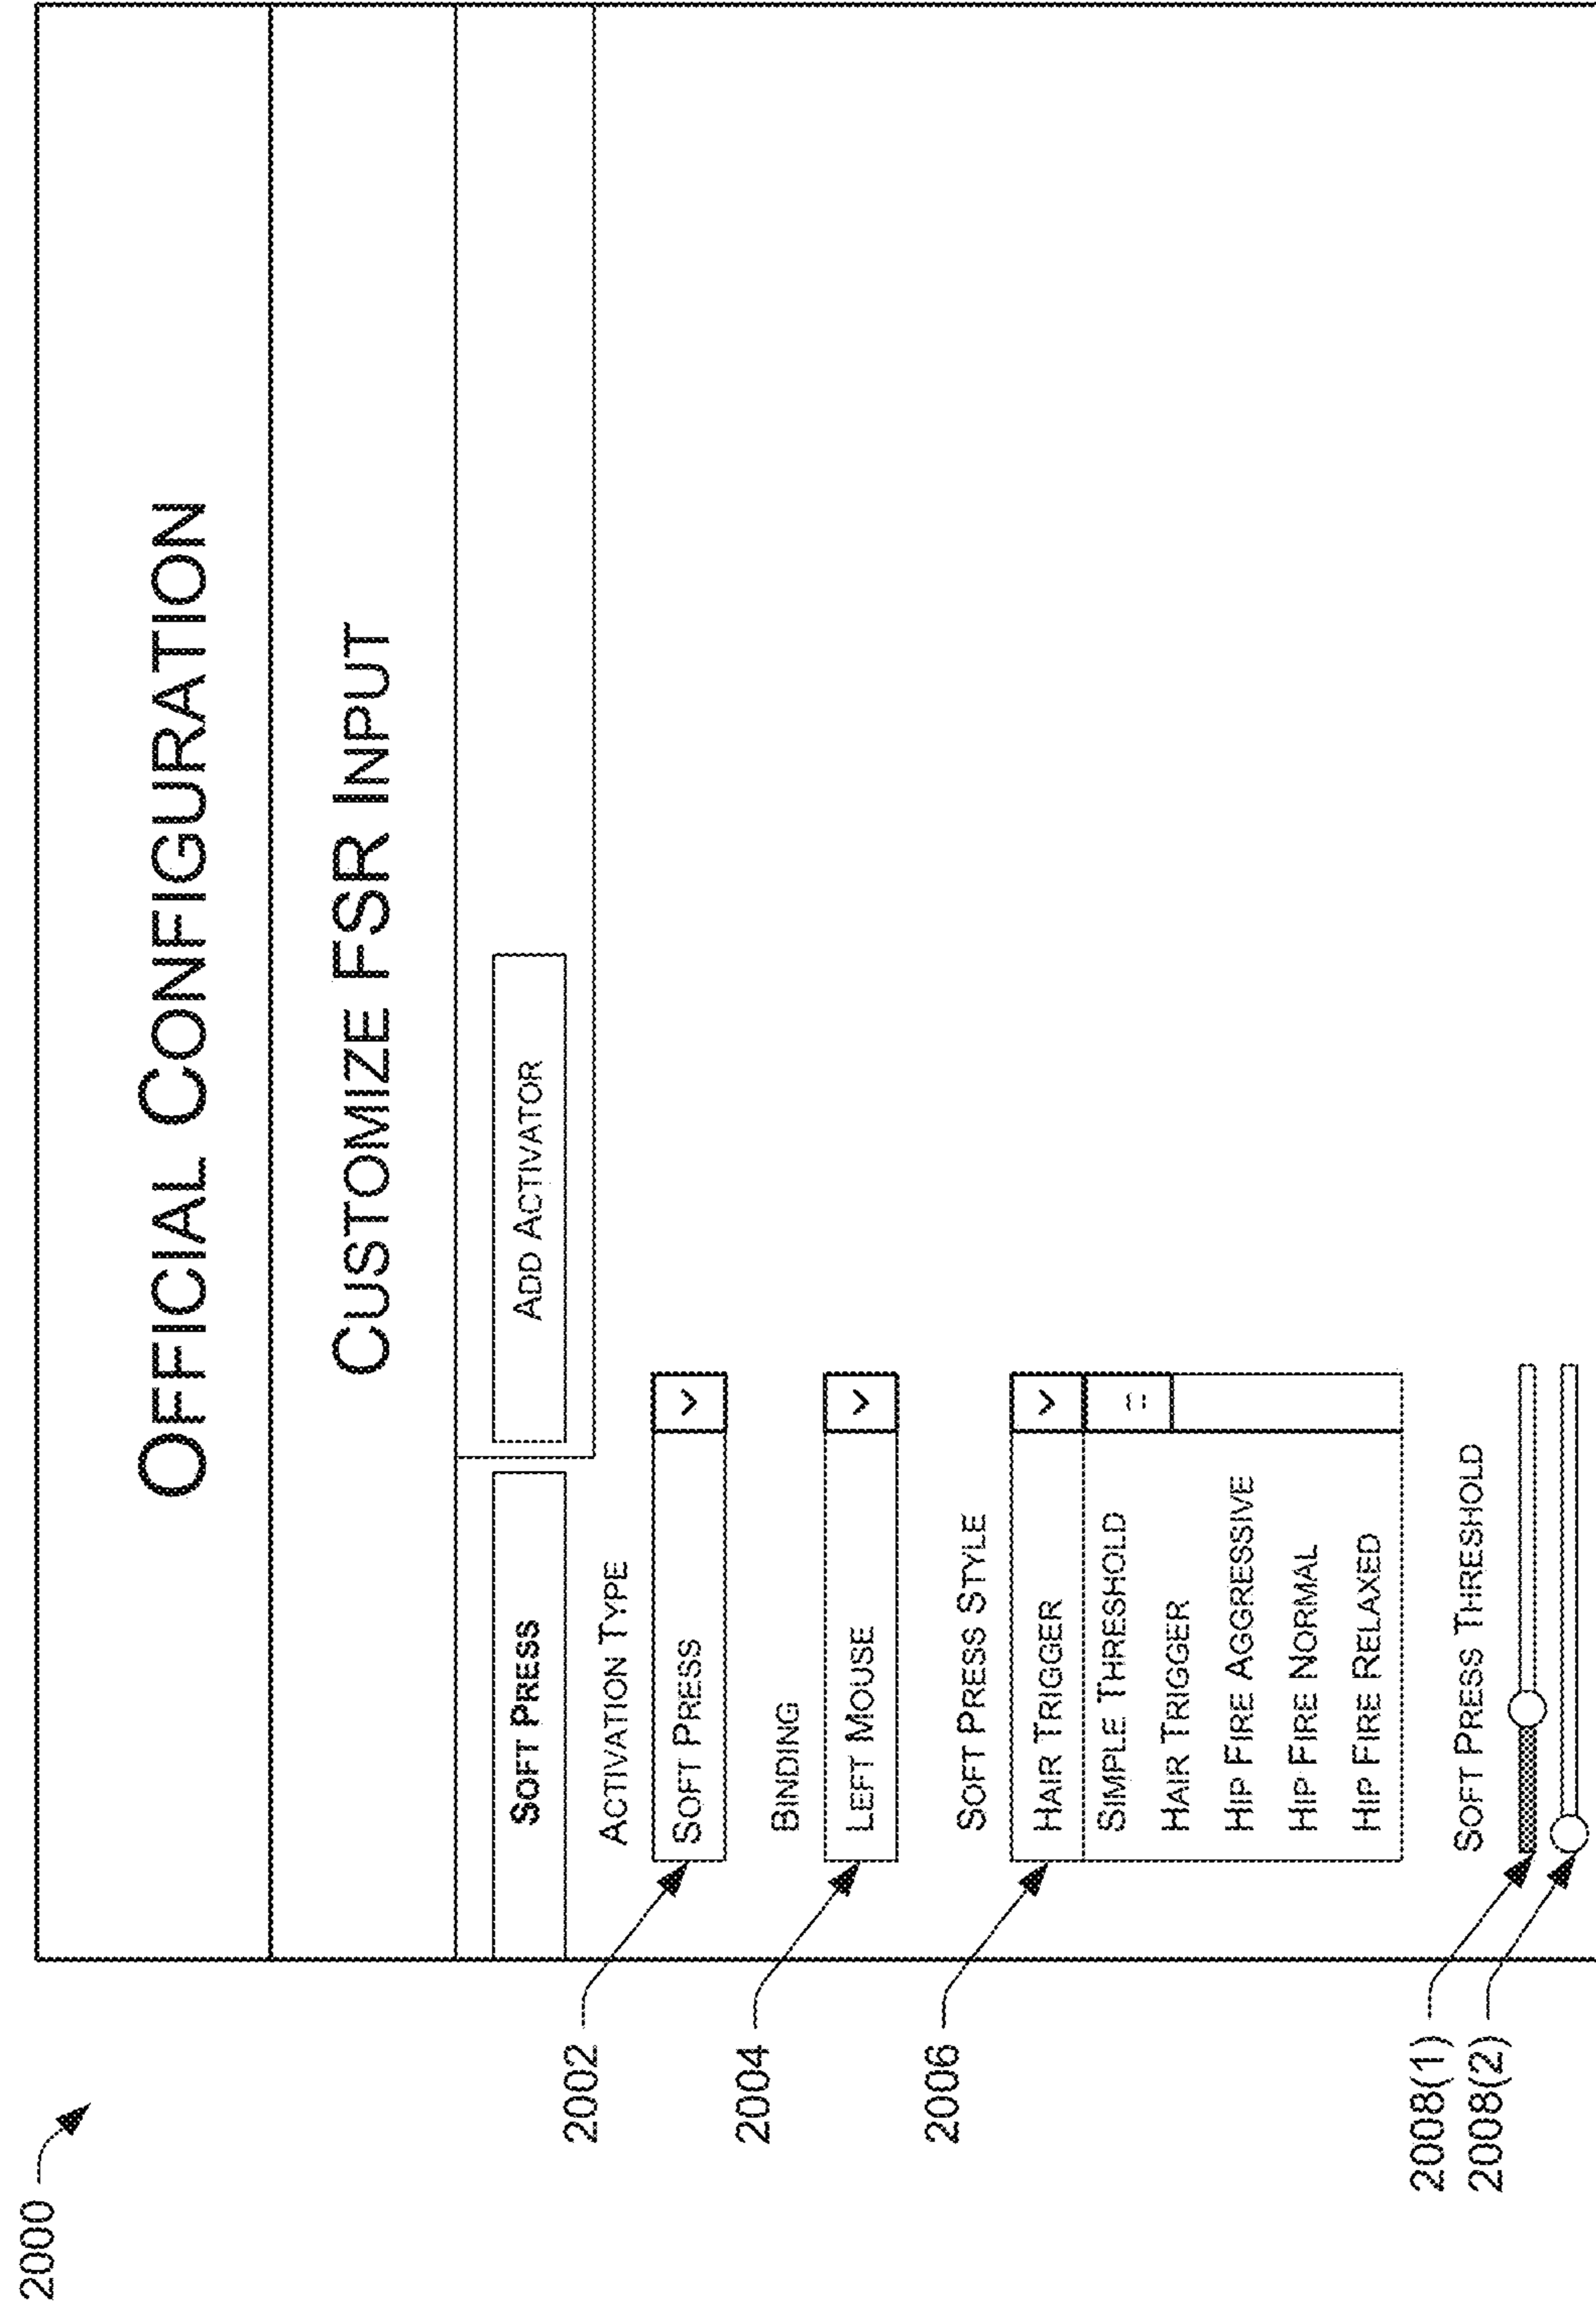 2000
OFFICIAL CONFIGURATION
CUSTOMIZE FSR INPUT
SOFT PRESS
ADD ACTIVATOR
ACTIVATION TYPE
2002
SOFT PRESS
BINDING
2004
LEFT MOUSE
SOFT PRESS STYLE
2006
HAIR TRIGGER
SIMPLE THRESHOLD
HAIR TRIGGER
HIP FIRE AGGRESSIVE
HIP FIRE NORMAL
HIP FIRE RELAXED
SOFT PRESS THRESHOLD
2008(1)
2008(2)